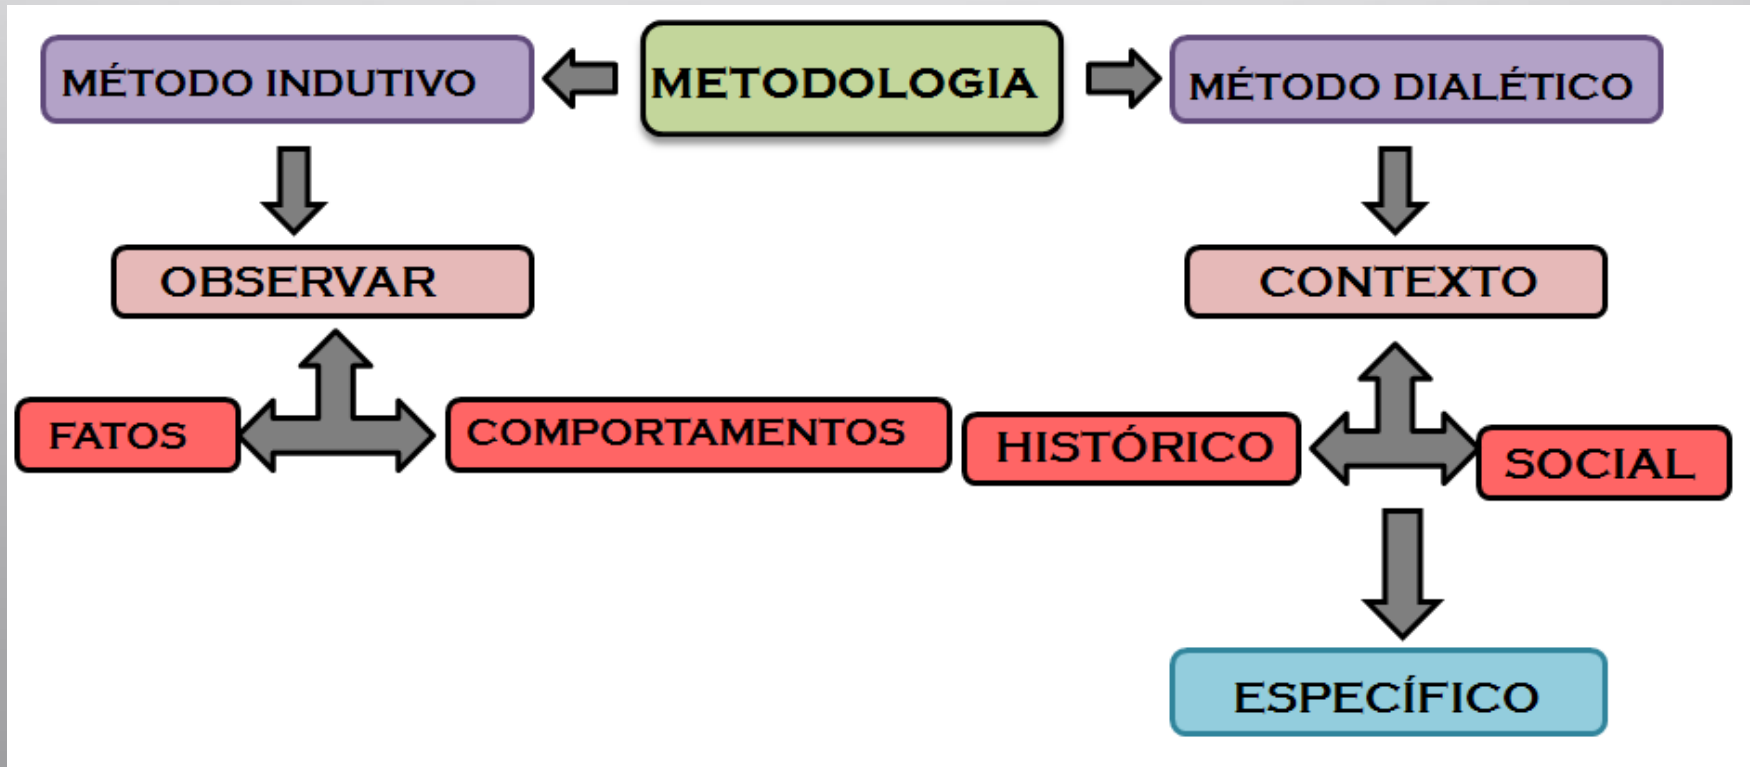 MÉTODO INDUTIVO
METODOLOGIA
MÉTODO DIALÉTICO
OBSERVAR
CONTEXTO
FATOS
COMPORTAMENTOS
HISTÓRICO
SOCIAL
ESPECÍFICO